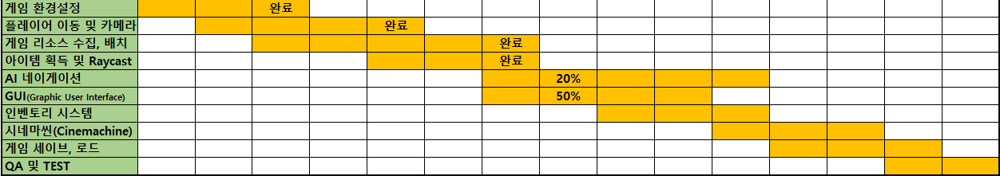 게임 환경설정 완료
플레이어 이동 및 카메라 완료
게임 리소스 수집, 배치 완료
아이템 획득 및 Raycast 완료
AI 네이게이션 20%
GUI(Graphic User Interface) 50%
인벤토리 시스템
시네마씬(Cinemachine)
게임 세이브, 로드
QA 및 TEST